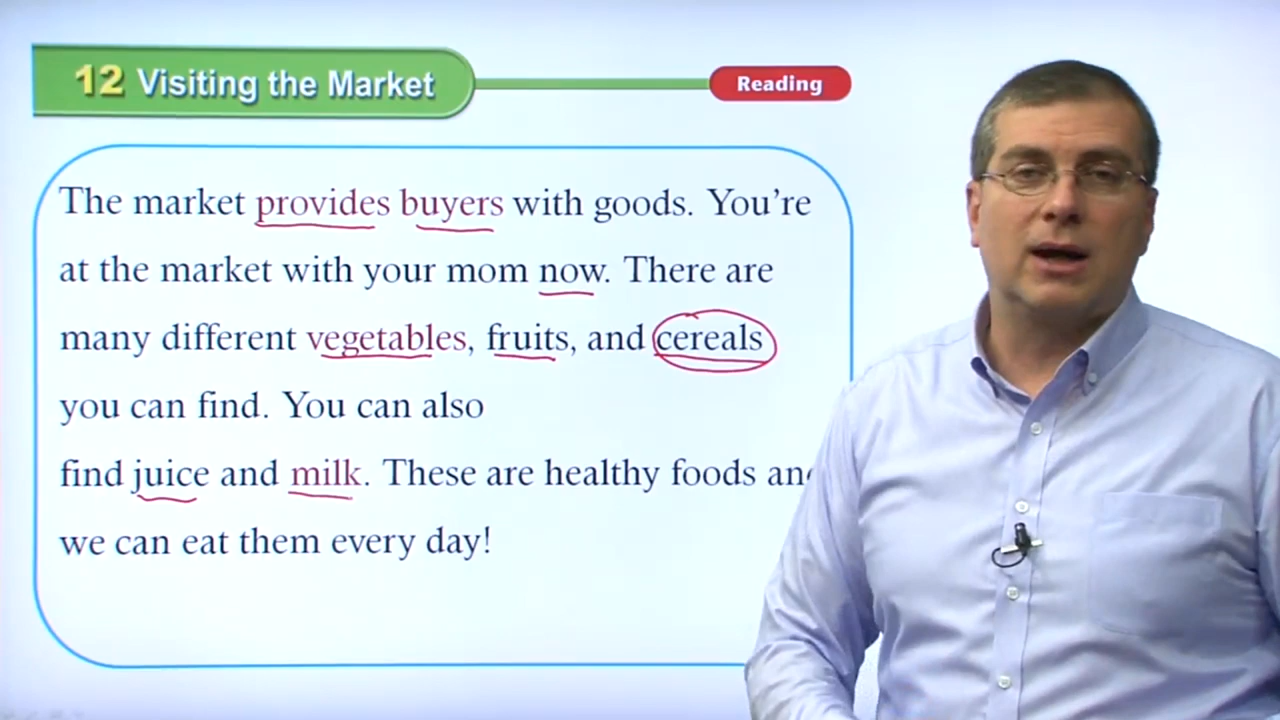 12 Visiting the Market
Reading
The market provides buyers with goods. You're
at the market with your mom now. There are
many different vegetables, fruits, and cereals
you can find. You can also
find juice and milk. These are healthy foods
we can eat them every day!